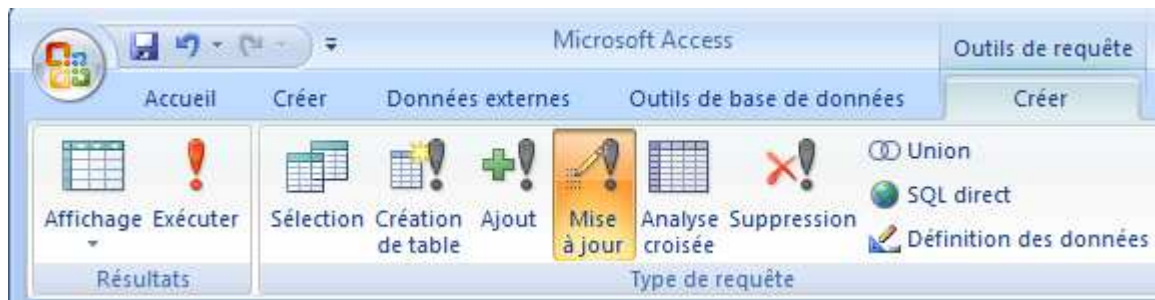 Microsoft Access
Outils de requête
Accueil Créer Données externes Outils de base de données Créer
Affichage Exécuter Sélection Création de table Ajout Mise à jour Analyse croisée Suppression
Union
SQL direct
Définition des données
Résultats Type de requête